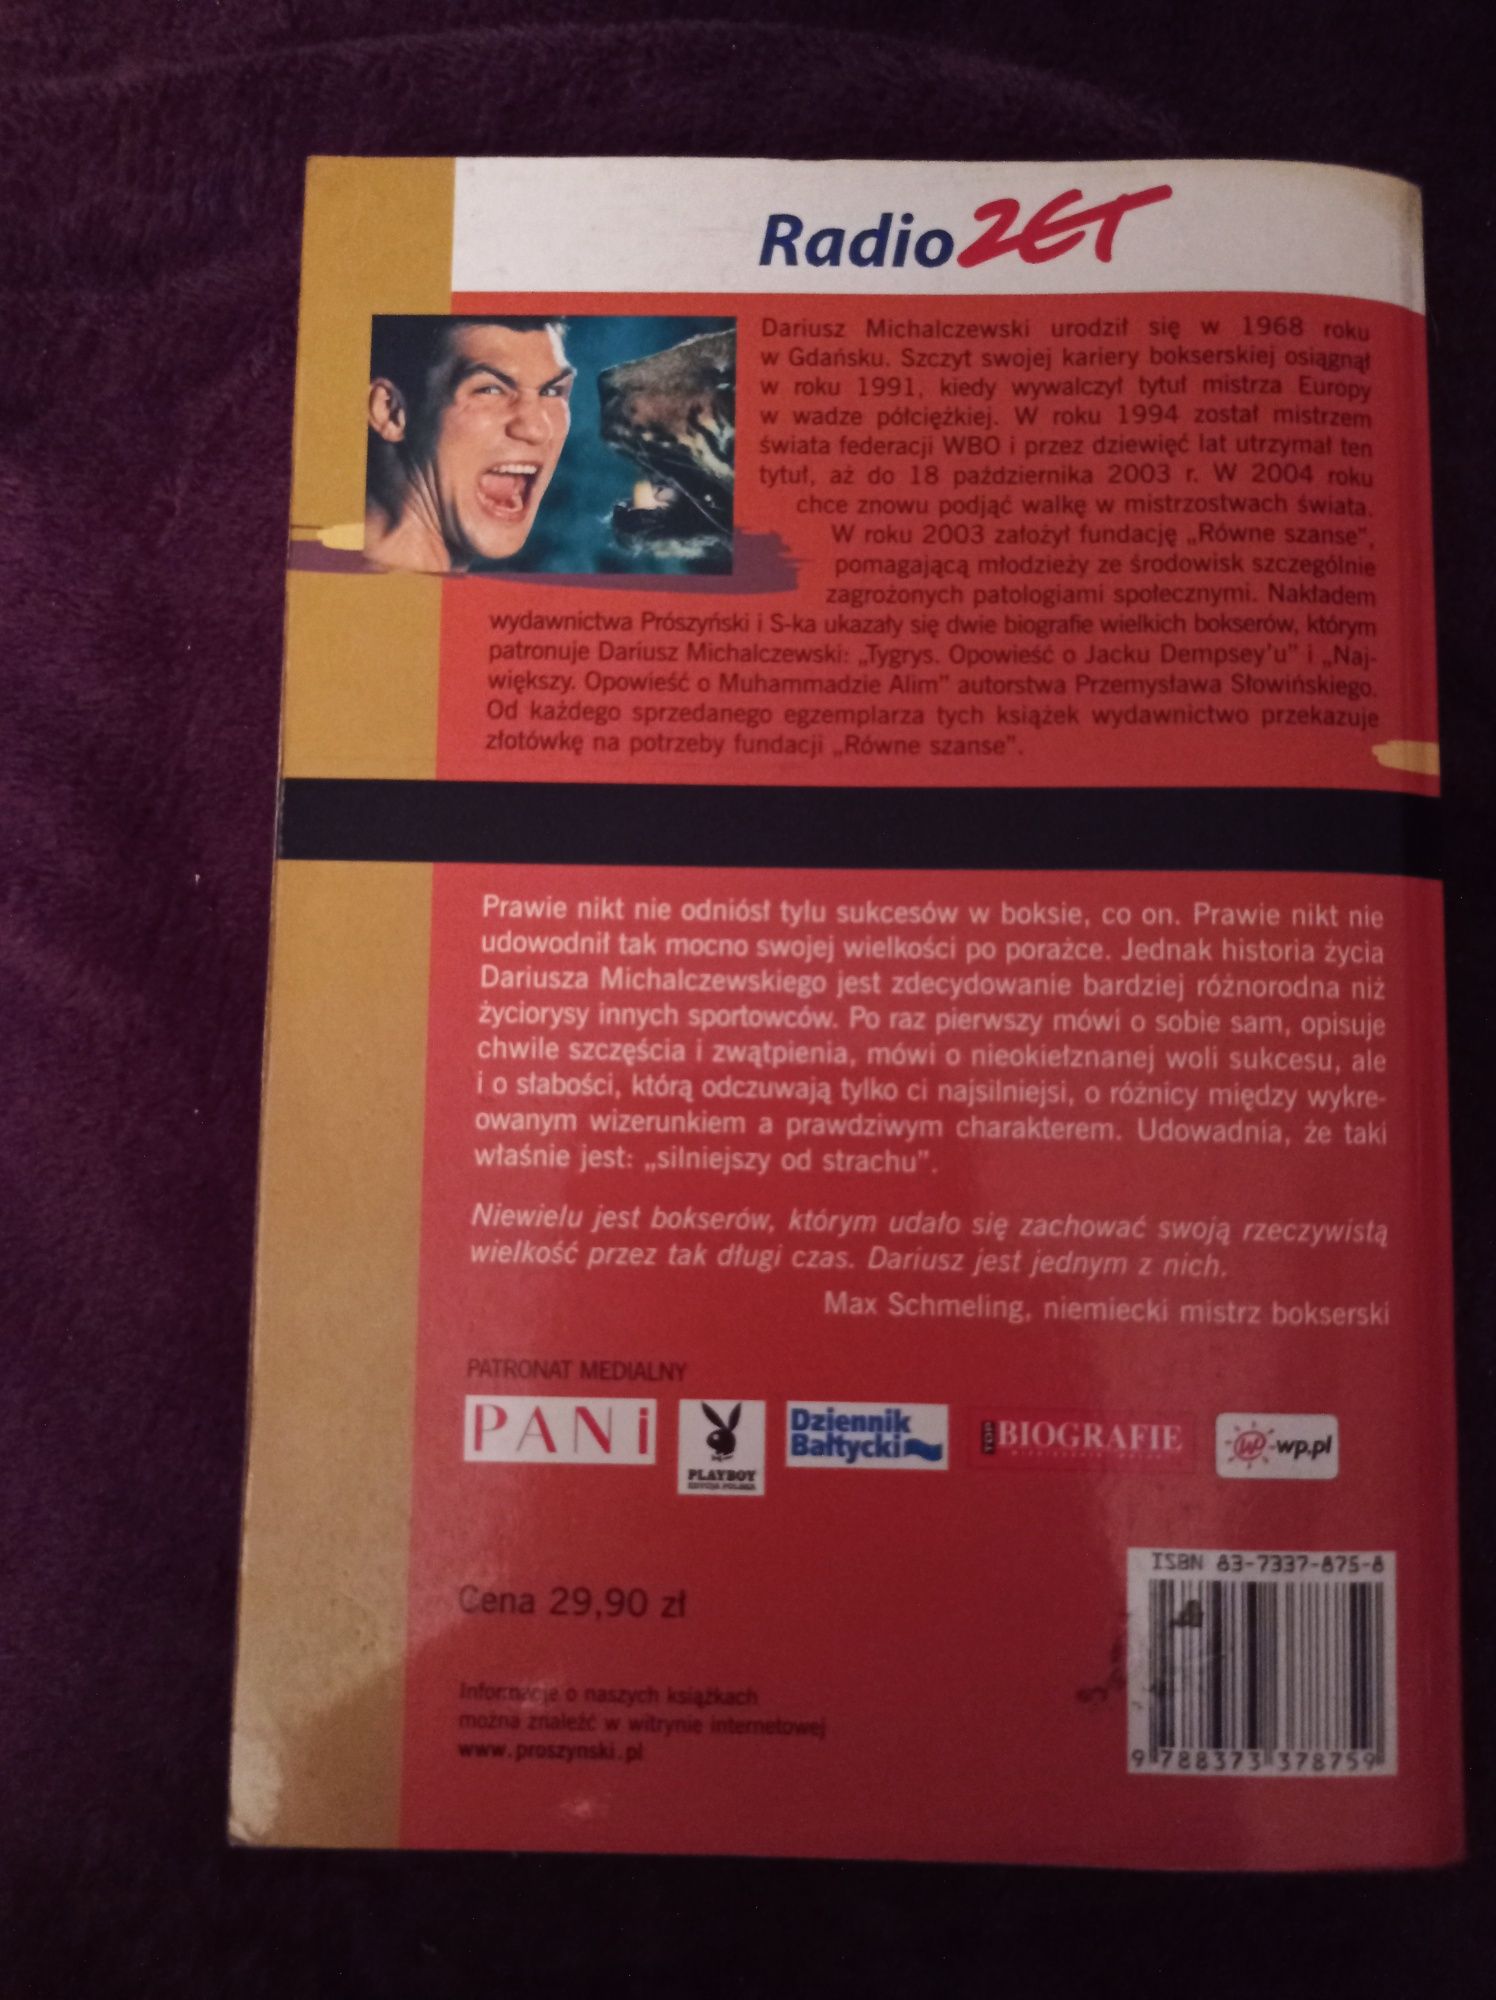 Radio ZET
Dariusz Michalczewski urodził się w 1968 roku
w Gdańsku. Szczyt swojej kariery bokserskiej osiągnął
w roku 1991, kiedy wywalczył tytuł mistrza Europy
w wadze półciężkiej. W roku 1994 został mistrzem
świata federacji WBO i przez dziewięć lat utrzymał ten
tytuł, aż do 18 października 2003 r. W 2004 roku
chce znowu podjąć walkę w mistrzostwach świata.
W roku 2003 założył fundację „Równe szanse",
pomagającą młodzieży ze środowisk szczególnie
zagrożonych patologiami społecznymi. Nakładem
wydawnictwa Prószyński i S-ka ukazały się dwie biografie wielkich bokserów, którym
patronuje Dariusz Michalczewski: „Tygrys. Opowieść o Jacku Dempsey'u" i „Naj-
większy. Opowieść o Muhammadzie Alim" autorstwa Przemysława Słowińskiego.
Od każdego sprzedanego egzemplarza tych książek wydawnictwo przekazuje
złotówkę na potrzeby fundacji „Równe szanse".
Prawie nikt nie odniósł tylu sukcesów w boksie, co on. Prawie nikt nie
udowodnił tak mocno swojej wielkości po porażce. Jednak historia życia
Dariusza Michalczewskiego jest zdecydowanie bardziej różnorodna niż
życiorysy innych sportowców. Po raz pierwszy mówi o sobie sam, opisuje
chwile szczęścia i zwątpienia, mówi o nieokiełznanej woli sukcesu, ale
i o słabości, którą odczuwają tylko ci najsilniejsi, o różnicy między wykre-
owanym wizerunkiem a prawdziwym charakterem. Udowadnia, że taki
właśnie jest: „silniejszy od strachu".
Niewielu jest bokserów, którym udało się zachować swoją rzeczywistą
wielkość przez tak długi czas. Dariusz jest jednym z nich.
Max Schmeling, niemiecki mistrz bokserski
PATRONAT MEDIALNY
PANi
PLAYBOY
EDYCJA POLSKA
Dziennik
Bałtycki
TOP BIOGRAFIE
wp wp.pl
ISBN 83-7337-875-8
Cena 29,90 zł
Informacje o naszych książkach
można znaleźć w witrynie internetowej
www.proszynski.pl
9 788373 378759